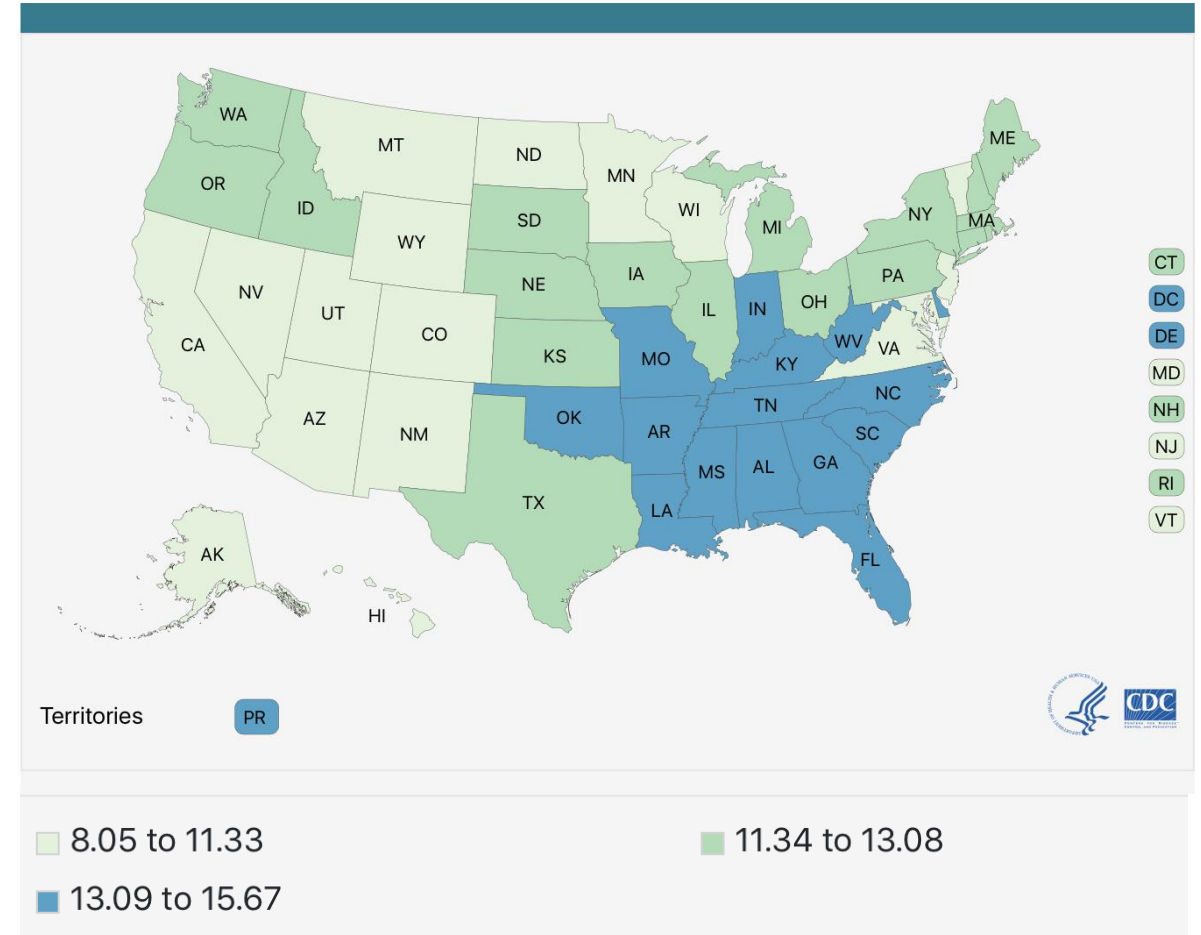 WA
MT
ND
MN
ME
OR
ID
SD
WI
MI
NY
MA
WY
NE
IA
PA
CT
NV
UT
CO
IL
IN
OH
DC
CA
KS
MO
KY
WV
VA
DE
MD
AZ
NM
OK
AR
TN
NC
NH
SC
NJ
TX
LA
MS
AL
GA
RI
VT
AK
FL
HI
Territories
PR
CDC
8.05 to 11.33
11.34 to 13.08
13.09 to 15.67